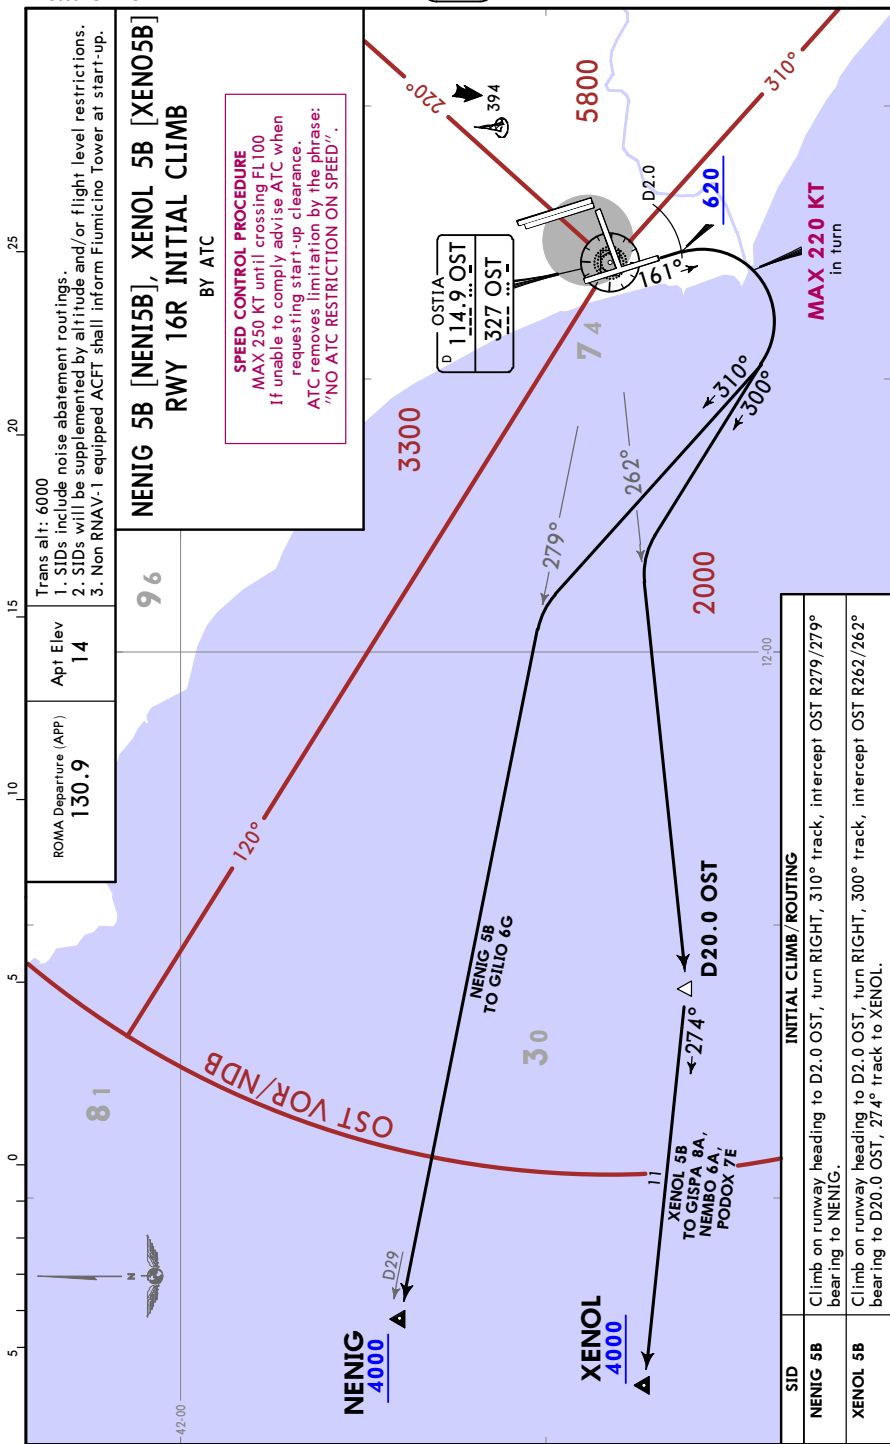 ROMA Departure (APP)
130.9
Apt Elev
14
Trans alt: 6000
1. SIDs include noise abatement routings.
2. SIDs will be supplemented by altitude and/or flight level restrictions.
3. Non RNAV-1 equipped ACFT shall inform Fiumicino Tower at start-up.
NENIG 5B [NENI5B], XENOL 5B [XENO5B]
RWY 16R INITIAL CLIMB
BY ATC
SPEED CONTROL PROCEDURE
MAX 250 KT until crossing FL100
If unable to comply advise ATC when
requesting start-up clearance.
ATC removes limitation by the phrase:
"NO ATC RESTRICTION ON SPEED".
5
0
5
10
15
20
25
N
42-00
12-00
81
96
30
74
OST VOR/NDB
120°
220°
310°
3300
5800
2000
394
D
OSTIA
114.9 OST
327 OST
D2.0
620
161°
MAX 220 KT
in turn
310°
300°
279°
262°
NENIG 5B
TO GILIO 6G
D29
NENIG
4000
D20.0 OST
274°
11
XENOL 5B
TO GISPA 8A,
NEMBO 6A,
PODOX 7E
XENOL
4000
SID
INITIAL CLIMB/ROUTING
NENIG 5B
Climb on runway heading to D2.0 OST, turn RIGHT, 310° track, intercept OST R279/279°
bearing to NENIG.
XENOL 5B
Climb on runway heading to D2.0 OST, turn RIGHT, 300° track, intercept OST R262/262°
bearing to D20.0 OST, 274° track to XENOL.